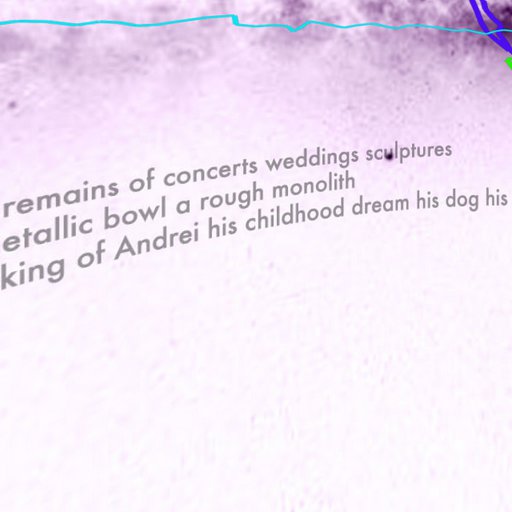 remains of concerts weddings sculptures
etallic bowl a rough monolith
king of Andrei his childhood dream his dog his